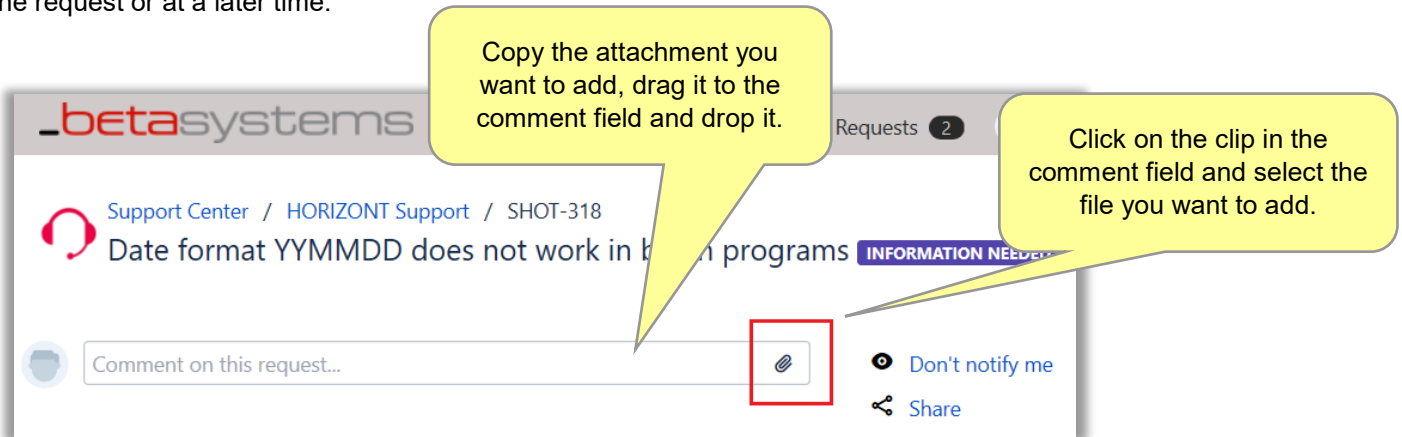 he request or at a later time.
Copy the attachment you
want to add, drag it to the
comment field and drop it.
_betasystems
Requests 2
Click on the clip in the
comment field and select the
file you want to add.
Support Center / HORIZONT Support / SHOT-318
Date format YYMMDD does not work in programs INFORMATION NEEDED
Comment on this request...
Don't notify me
Share